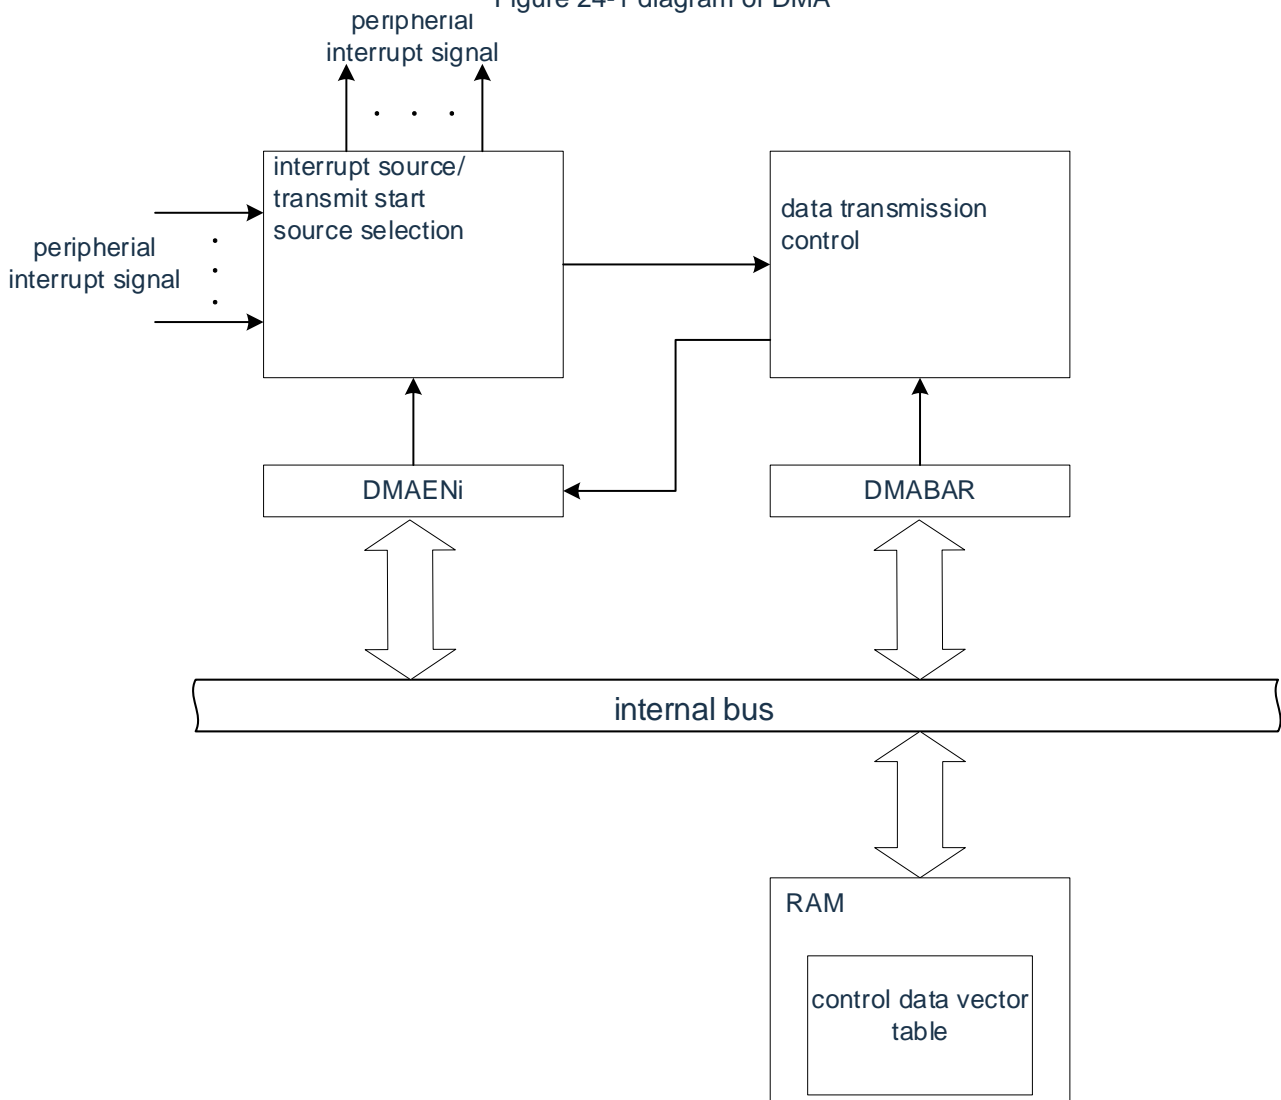 Figure 24-1 diagram of DMA
peripherial
interrupt signal
interrupt source/
transmit start
source selection
data transmission
control
peripherial
interrupt signal
DMAENi
DMABAR
internal bus
RAM
control data vector
table